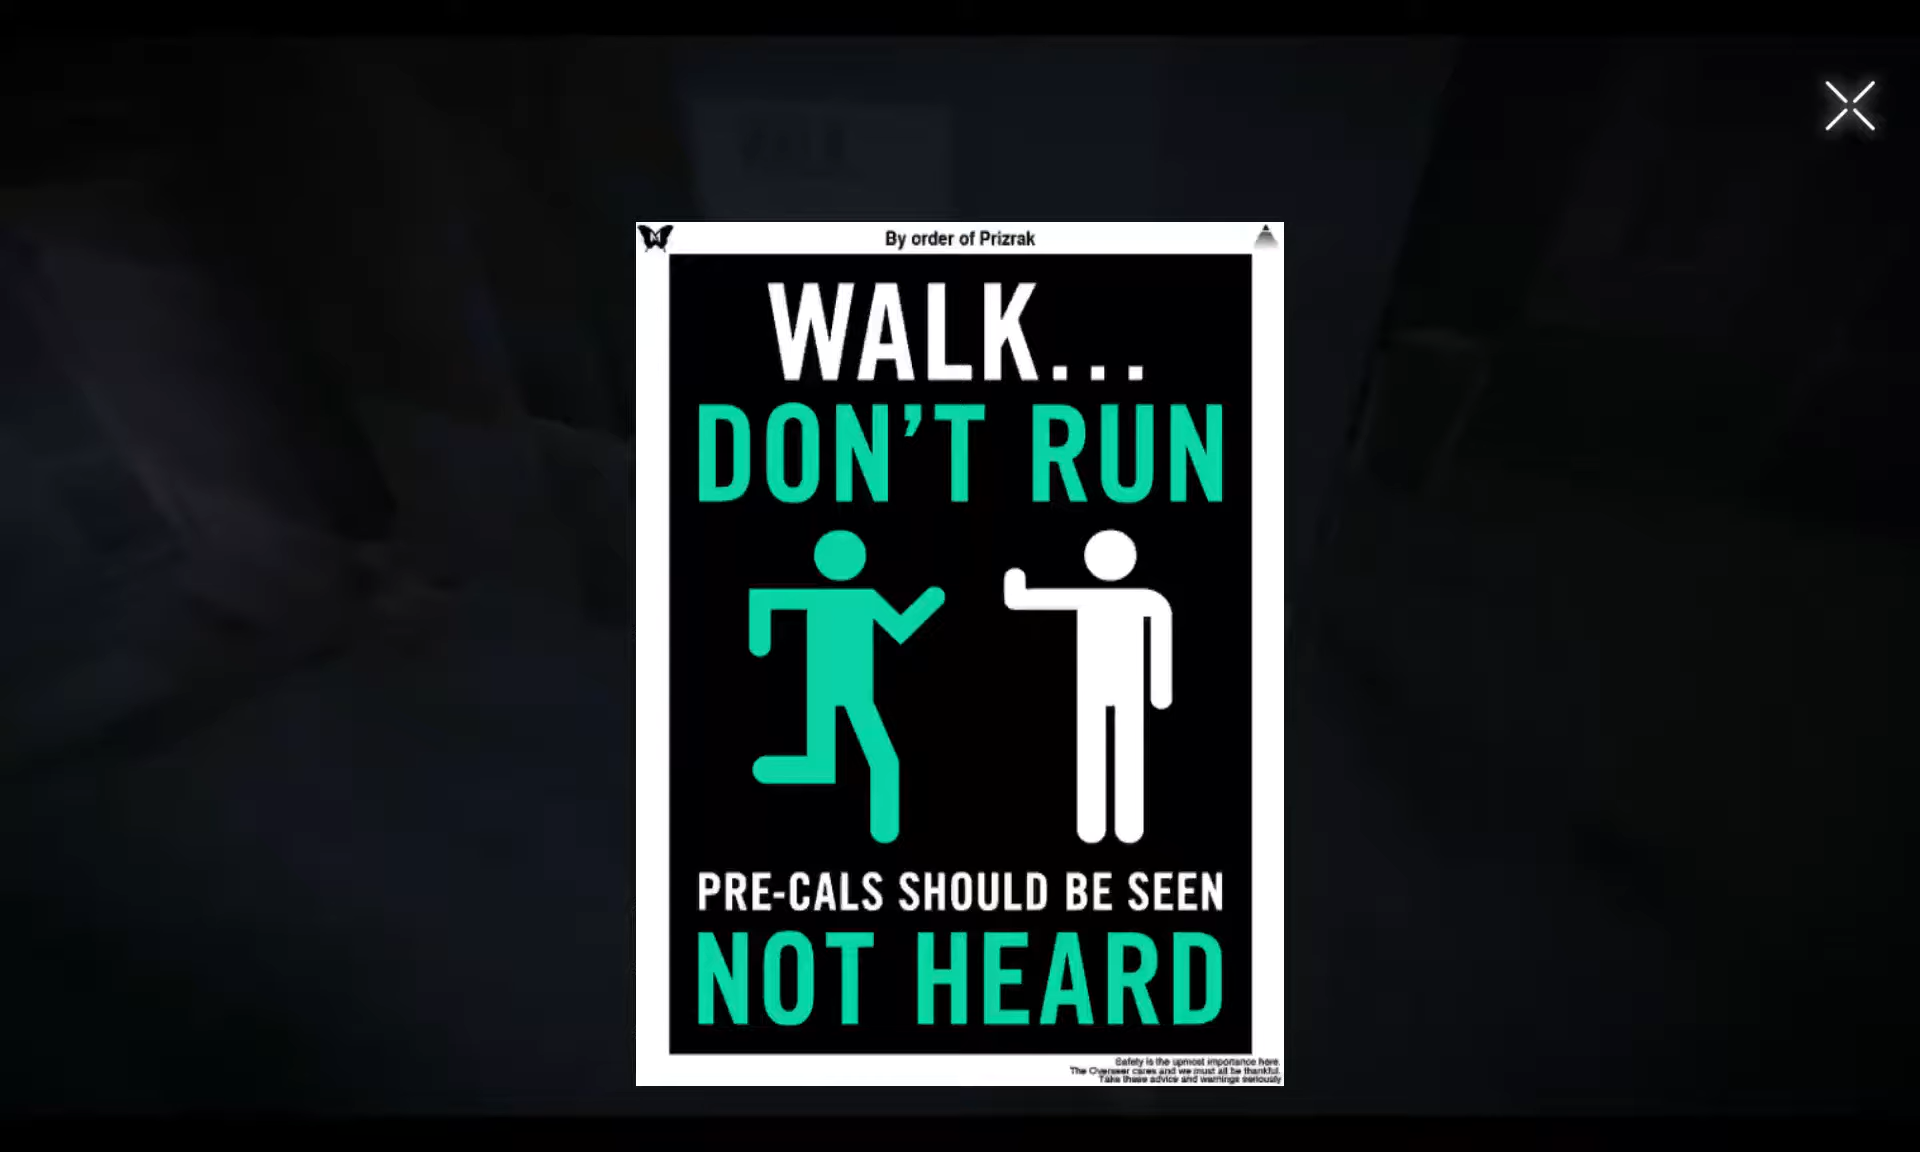 By order of Prizrak
WALK...
DON'T RUN
PRE-CALS SHOULD BE SEEN
NOT HEARD
Safety is the upmost importance here.
The Overseer cares and we must all be thankful.
Take these advice and warnings seriously